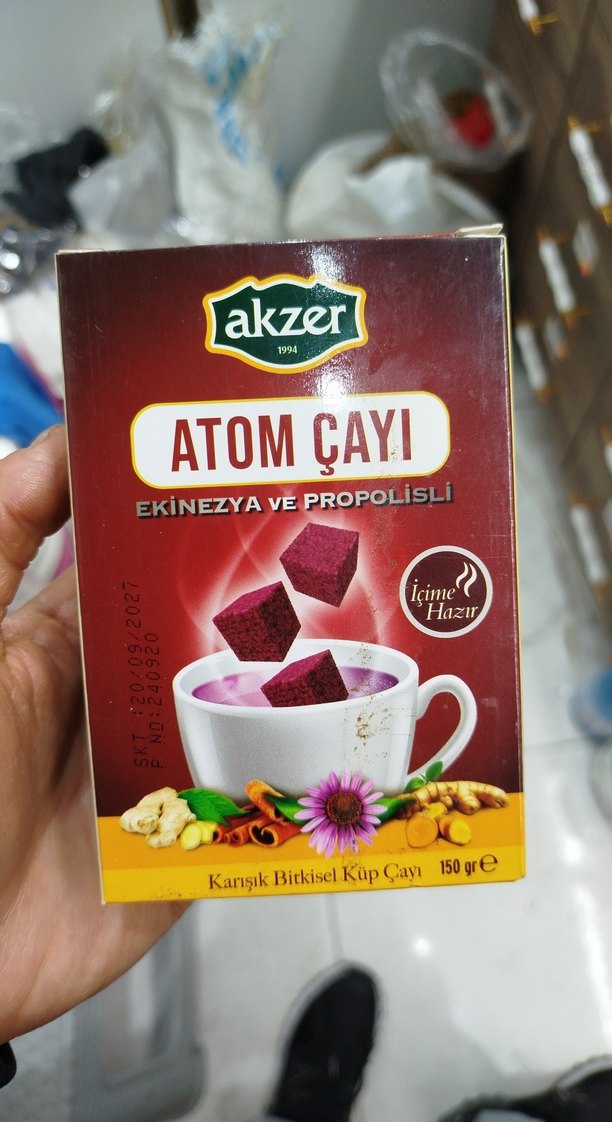 akzer
1994
ATOM ÇAYI
EKİNEZYA VE PROPOLİSLİ
İçime
Hazır
SKT :20/09/2027
P NO:240920
Karışık Bitkisel Küp Çayı 150 gr ℮